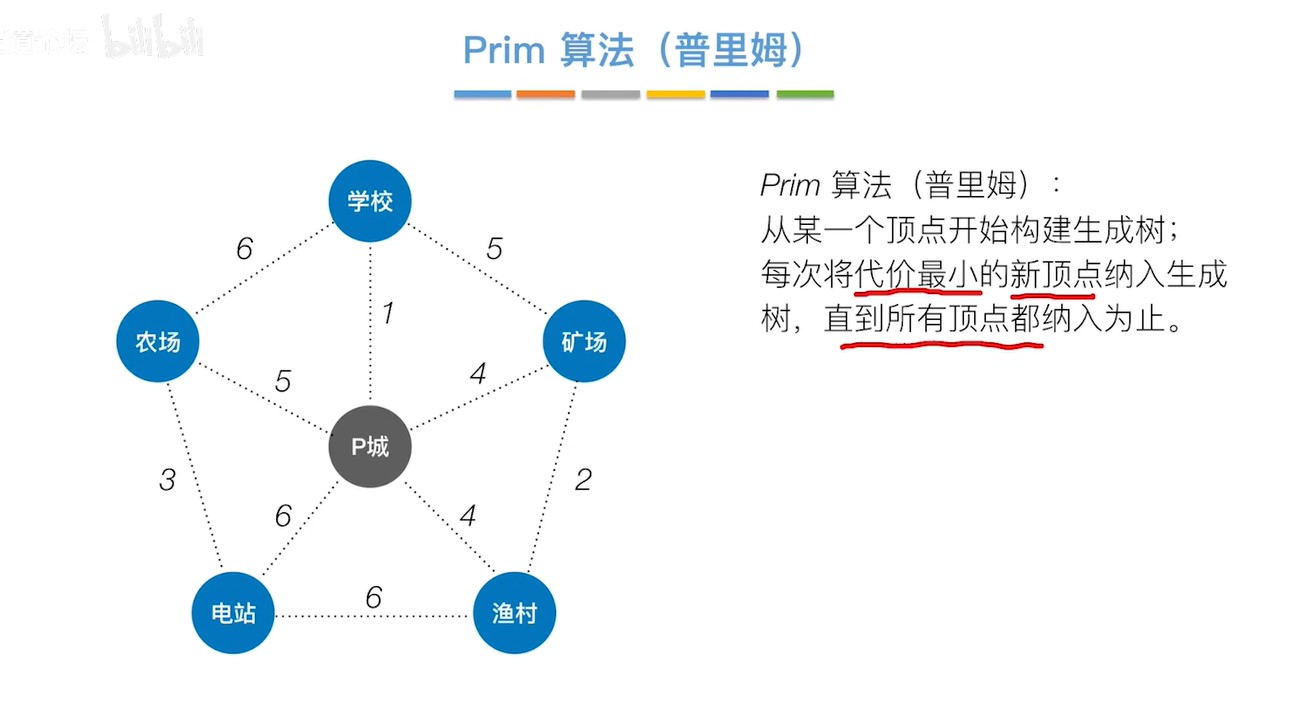 bilibili
Prim 算法（普里姆）
学校
6
5
1
农场
矿场
5
4
P城
3
2
6
4
电站
6
渔村
Prim 算法（普里姆）：
从某一个顶点开始构建生成树；
每次将代价最小的新顶点纳入生成
树，直到所有顶点都纳入为止。